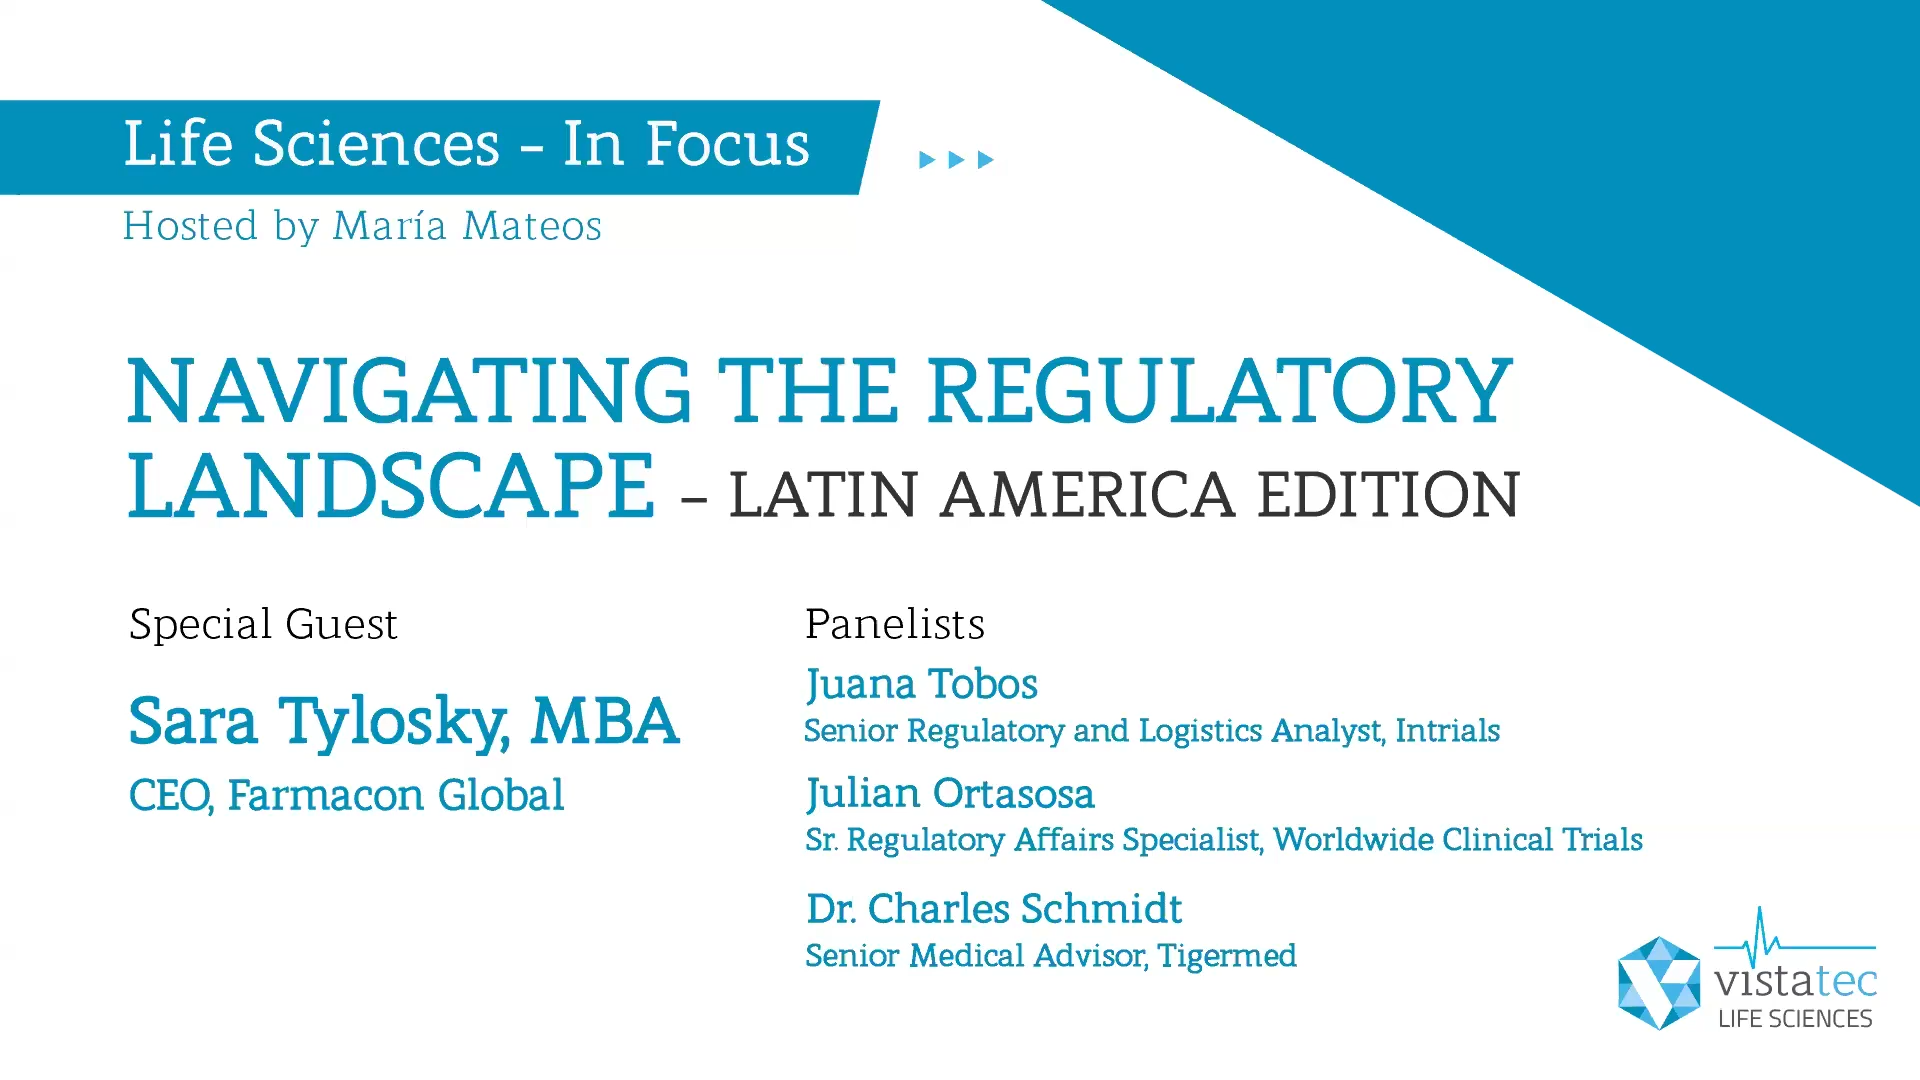 Life Sciences – In Focus
Hosted by María Mateos
NAVIGATING THE REGULATORY
LANDSCAPE – LATIN AMERICA EDITION
Special Guest
Sara Tylosky, MBA
CEO, Farmacon Global
Panelists
Juana Tobos
Senior Regulatory and Logistics Analyst, Intrials
Julian Ortasosa
Sr. Regulatory Affairs Specialist, Worldwide Clinical Trials
Dr. Charles Schmidt
Senior Medical Advisor, Tigermed
vistatec
LIFE SCIENCES